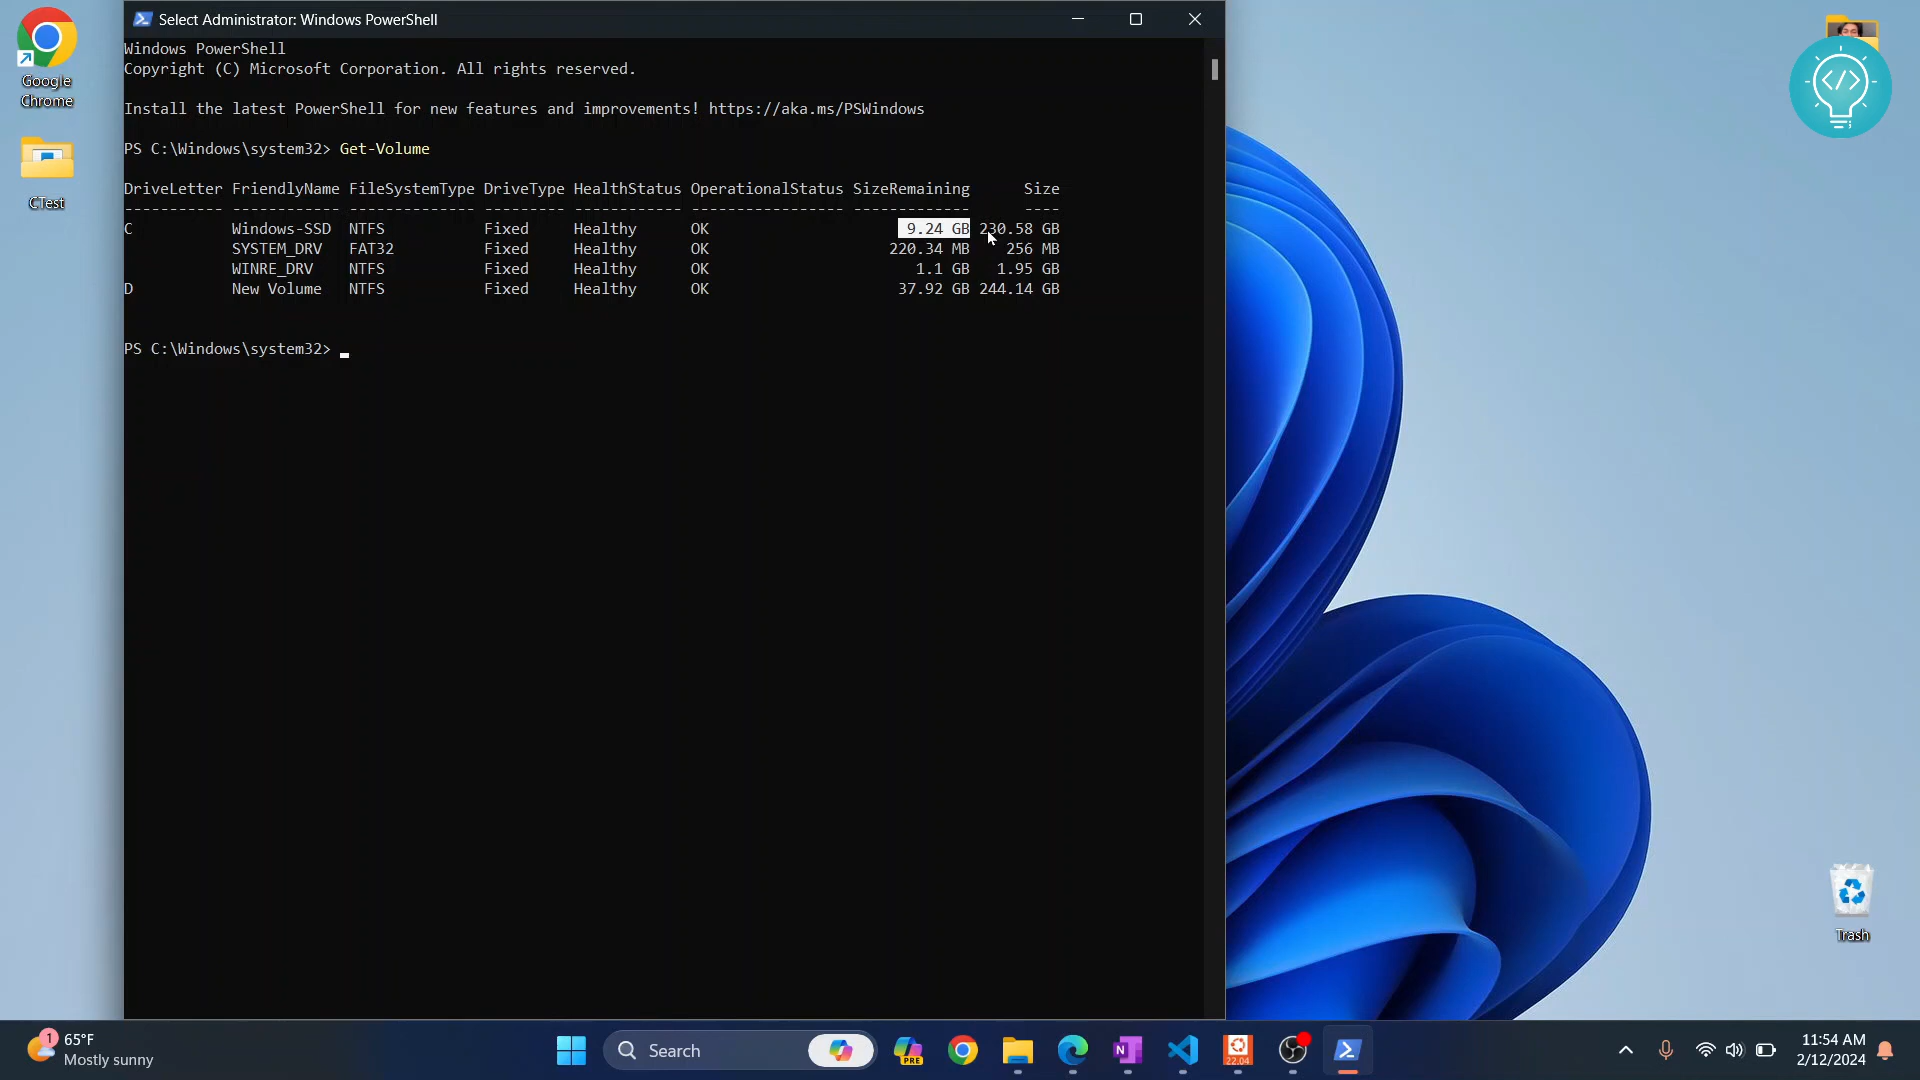 Select Administrator: Windows PowerShell
Windows PowerShell
Copyright (C) Microsoft Corporation. All rights reserved.
Install the latest PowerShell for new features and improvements! https://aka.ms/PSWindows
PS C:\Windows\system32> Get-Volume
DriveLetter FriendlyName FileSystemType DriveType HealthStatus OperationalStatus SizeRemaining Size
----------- ------------ -------------- --------- ------------ ----------------- ------------- ----
C Windows-SSD NTFS Fixed Healthy OK 9.24 GB 230.58 GB
SYSTEM_DRV FAT32 Fixed Healthy OK 220.34 MB 256 MB
WINRE_DRV NTFS Fixed Healthy OK 1.1 GB 1.95 GB
D New Volume NTFS Fixed Healthy OK 37.92 GB 244.14 GB
PS C:\Windows\system32>
Google
Chrome
CTest
</>
Trash
1
65°F
Mostly sunny
Search
PRE
N
22.04
11:54 AM
2/12/2024